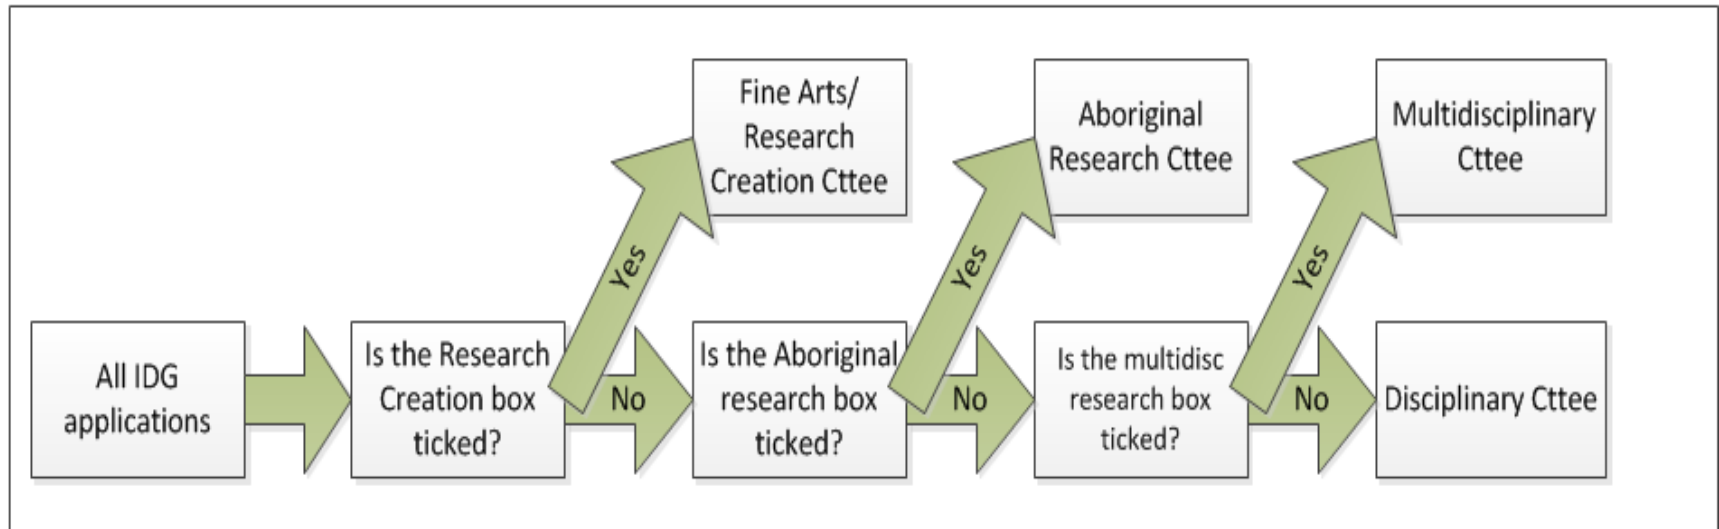 Fine Arts/
Research
Creation Cttee
Aboriginal
Research Cttee
Multidisciplinary
Cttee
Yes
Yes
Yes
All IDG
applications
Is the Research
Creation box
ticked?
No
Is the Aboriginal
research box
ticked?
No
Is the multidisc
research box
ticked?
No
Disciplinary Cttee